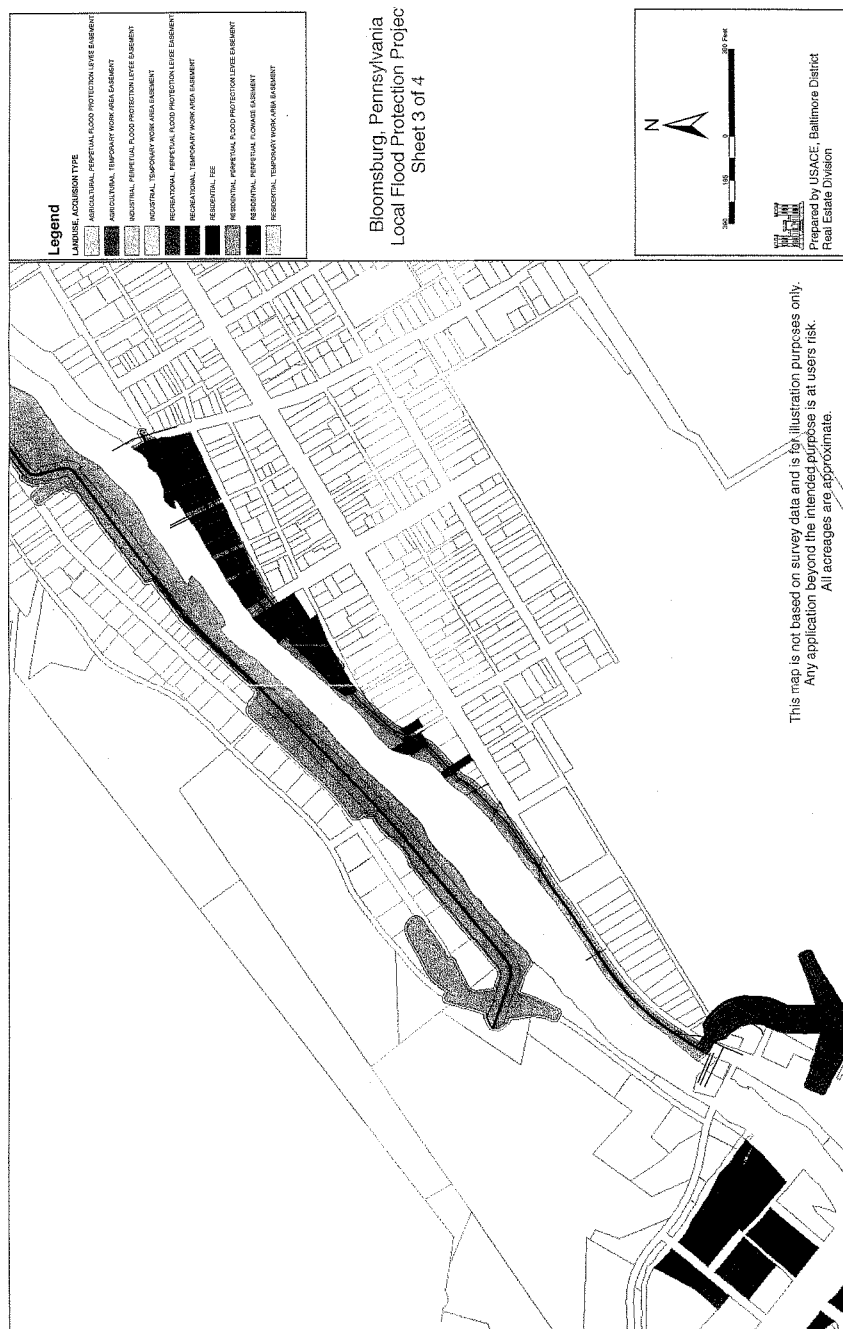 Legend
LANDUSE, ACQUISION TYPE
AGRICULTURAL, PERPETUAL FLOOD PROTECTION LEVEE EASEMENT
AGRICULTURAL, TEMPORARY WORK AREA EASEMENT
INDUSTRIAL, PERPETUAL FLOOD PROTECTION LEVEE EASEMENT
INDUSTRIAL, TEMPORARY WORK AREA EASEMENT
RECREATIONAL, PERPETUAL FLOOD PROTECTION LEVEE EASEMENT
RECREATIONAL, TEMPORARY WORK AREA EASEMENT
RESIDENTIAL, FEE
RESIDENTIAL, PERPETUAL FLOOD PROTECTION LEVEE EASEMENT
RESIDENTIAL, PERPETUAL FLOWAGE EASEMENT
RESIDENTIAL, TEMPORARY WORK AREA EASEMENT
Bloomsburg, Pennsylvania
Local Flood Protection Projec
Sheet 3 of 4
N
390 195 0 390 Feet
Prepared by USACE, Baltimore District
Real Estate Division
This map is not based on survey data and is for illustration purposes only.
Any application beyond the intended purpose is at users risk.
All acreages are approximate.